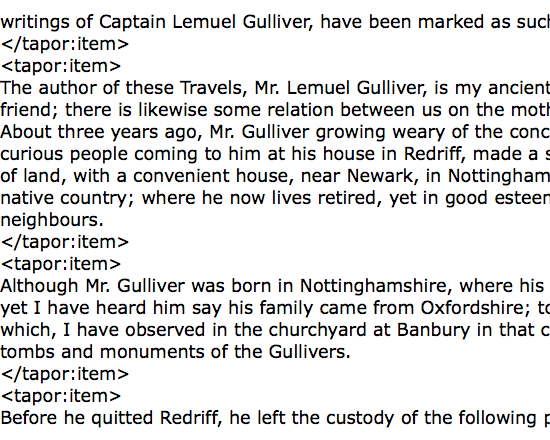 writings of Captain Lemuel Gulliver, have been marked as such
</tapor:item>
<tapor:item>
The author of these Travels, Mr. Lemuel Gulliver, is my ancient
friend; there is likewise some relation between us on the
About three years ago, Mr. Gulliver growing weary of the
curious people coming to him at his house in Redriff, made a
of land, with a convenient house, near Newark, in
native country; where he now lives retired, yet in good
neighbours.
</tapor:item>
<tapor:item>
Although Mr. Gulliver was born in Nottinghamshire, where his
yet I have heard him say his family came from Oxfordshire;
which, I have observed in the churchyard at Banbury in that
tombs and monuments of the Gullivers.
</tapor:item>
<tapor:item>
Before he quitted Redriff, he left the custody of the following